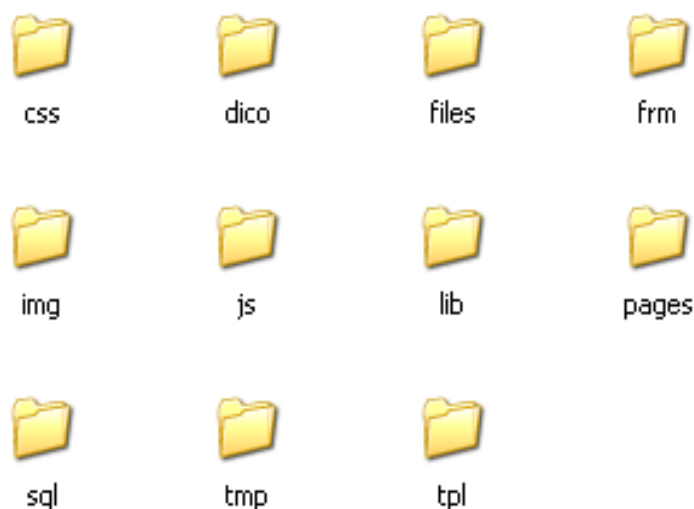 css dico files frm
img js lib pages
sql tmp tpl